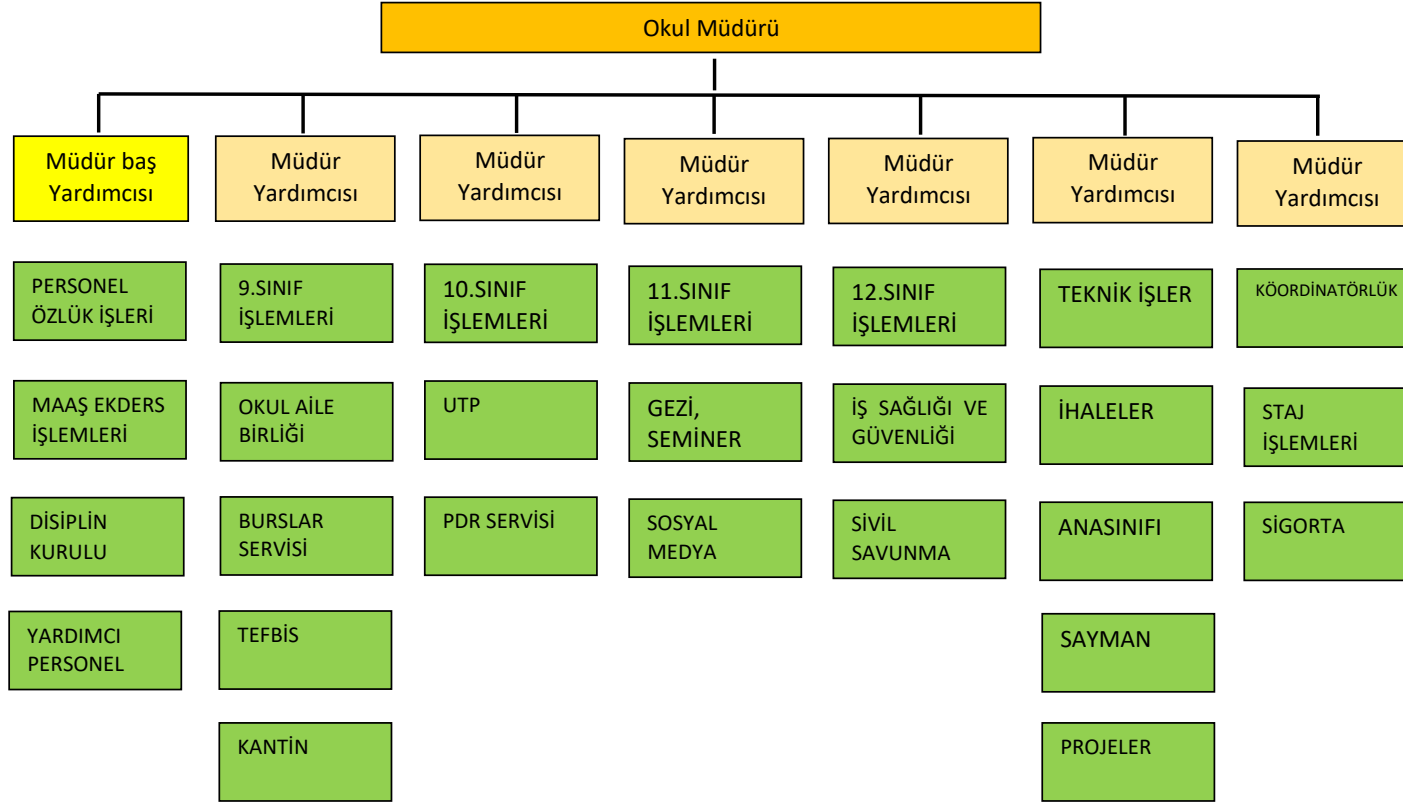 Okul Müdürü
Müdür baş
Yardımcısı
Müdür
Yardımcısı
Müdür
Yardımcısı
Müdür
Yardımcısı
Müdür
Yardımcısı
Müdür
Yardımcısı
Müdür
Yardımcısı
PERSONEL
ÖZLÜK İŞLERİ
9.SINIF
İŞLEMLERİ
10.SINIF
İŞLEMLERİ
11.SINIF
İŞLEMLERİ
12.SINIF
İŞLEMLERİ
TEKNİK İŞLER
KÖORDİNATÖRLÜK
MAAŞ EKDERS
İŞLEMLERİ
OKUL AİLE
BİRLİĞİ
UTP
GEZİ,
SEMİNER
İŞ SAĞLIĞI VE
GÜVENLİĞİ
İHALELER
STAJ
İŞLEMLERİ
DİSİPLİN
KURULU
BURSLAR
SERVİSİ
PDR SERVİSİ
SOSYAL
MEDYA
SİVİL
SAVUNMA
ANASINIFI
SİGORTA
YARDIMCI
PERSONEL
TEFBİS
SAYMAN
KANTİN
PROJELER